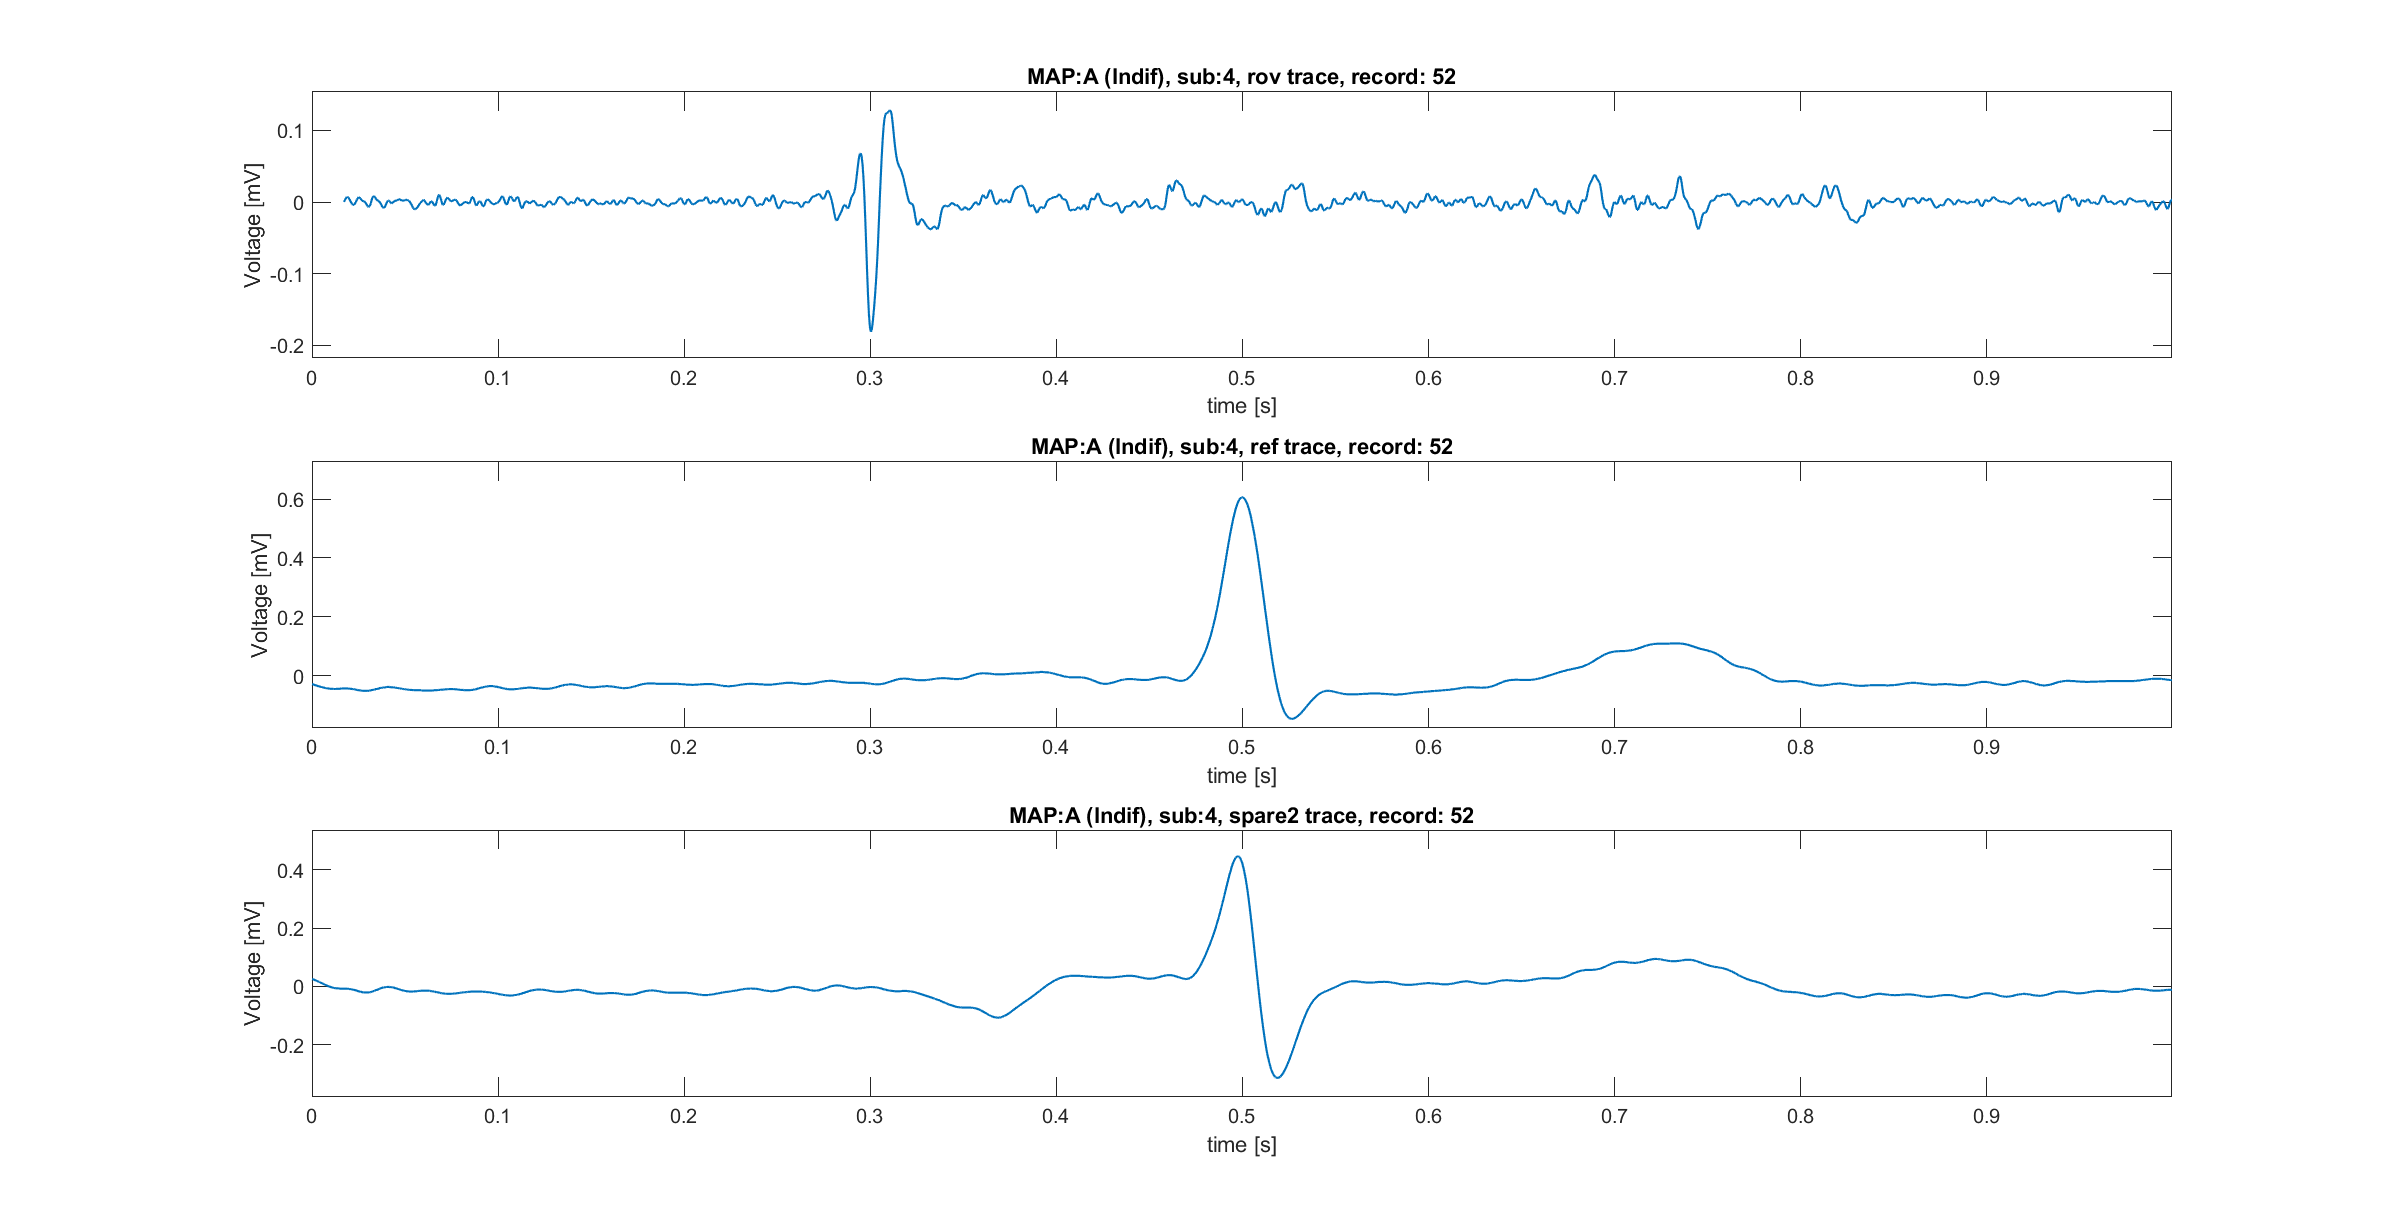 MAP:A (Indif), sub:4, rov trace, record: 52
Voltage [mV]
0.1
0
-0.1
-0.2
0 0.1 0.2 0.3 0.4 0.5 0.6 0.7 0.8 0.9
time [s]
MAP:A (Indif), sub:4, ref trace, record: 52
Voltage [mV]
0.6
0.4
0.2
0
0 0.1 0.2 0.3 0.4 0.5 0.6 0.7 0.8 0.9
time [s]
MAP:A (Indif), sub:4, spare2 trace, record: 52
Voltage [mV]
0.4
0.2
0
-0.2
0 0.1 0.2 0.3 0.4 0.5 0.6 0.7 0.8 0.9
time [s]